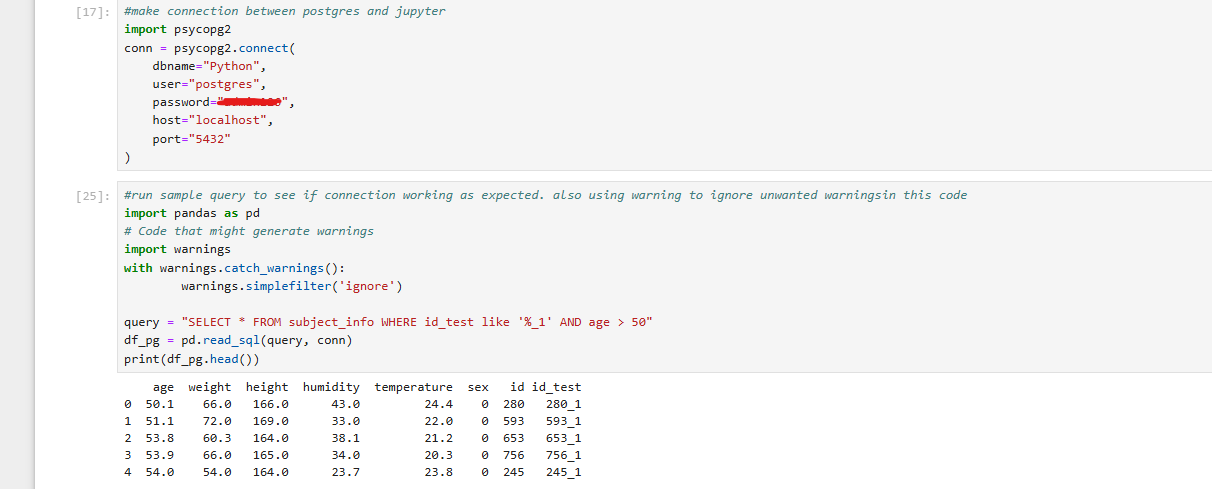 [17]: #make connection between postgres and jupyter
import psycopg2
conn = psycopg2.connect(
    dbname="Python",
    user="postgres",
    password="",
    host="localhost",
    port="5432"
)
[25]: #run sample query to see if connection working as expected. also using warning to ignore unwanted warningsin this code
import pandas as pd
# Code that might generate warnings
import warnings
with warnings.catch_warnings():
        warnings.simplefilter('ignore')
query = "SELECT * FROM subject_info WHERE id_test like '%_1' AND age > 50"
df_pg = pd.read_sql(query, conn)
print(df_pg.head())
    age  weight  height  humidity  temperature  sex   id id_test
0  50.1    66.0   166.0      43.0         24.4    0  280   280_1
1  51.1    72.0   169.0      33.0         22.0    0  593   593_1
2  53.8    60.3   164.0      38.1         21.2    0  653   653_1
3  53.9    66.0   165.0      34.0         20.3    0  756   756_1
4  54.0    54.0   164.0      23.7         23.8    0  245   245_1